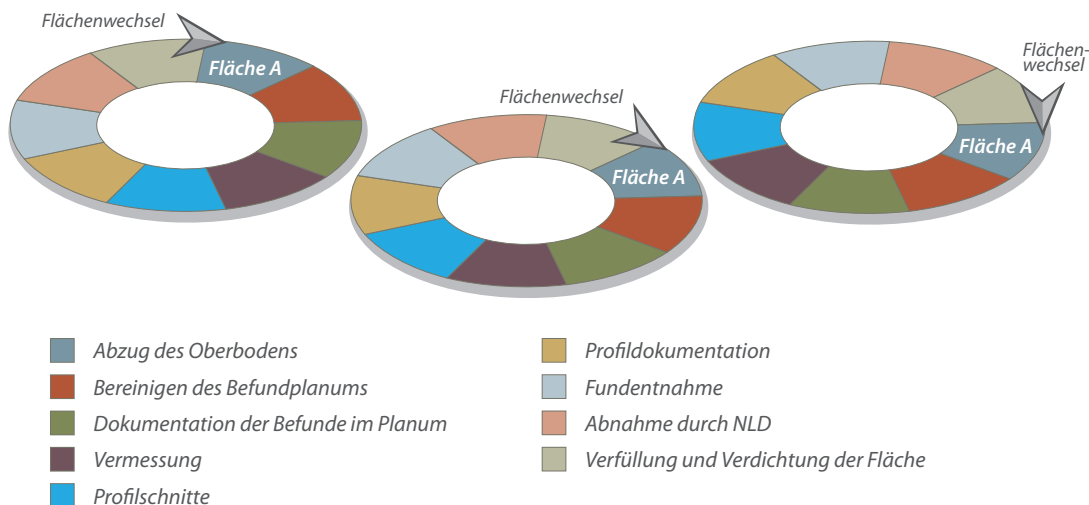 Flächenwechsel
Fläche A
Flächenwechsel
Fläche A
Flächen-
wechsel
Fläche A
Abzug des Oberbodens
Bereinigen des Befundplanums
Dokumentation der Befunde im Planum
Vermessung
Profilschnitte
Profildokumentation
Fundentnahme
Abnahme durch NLD
Verfüllung und Verdichtung der Fläche